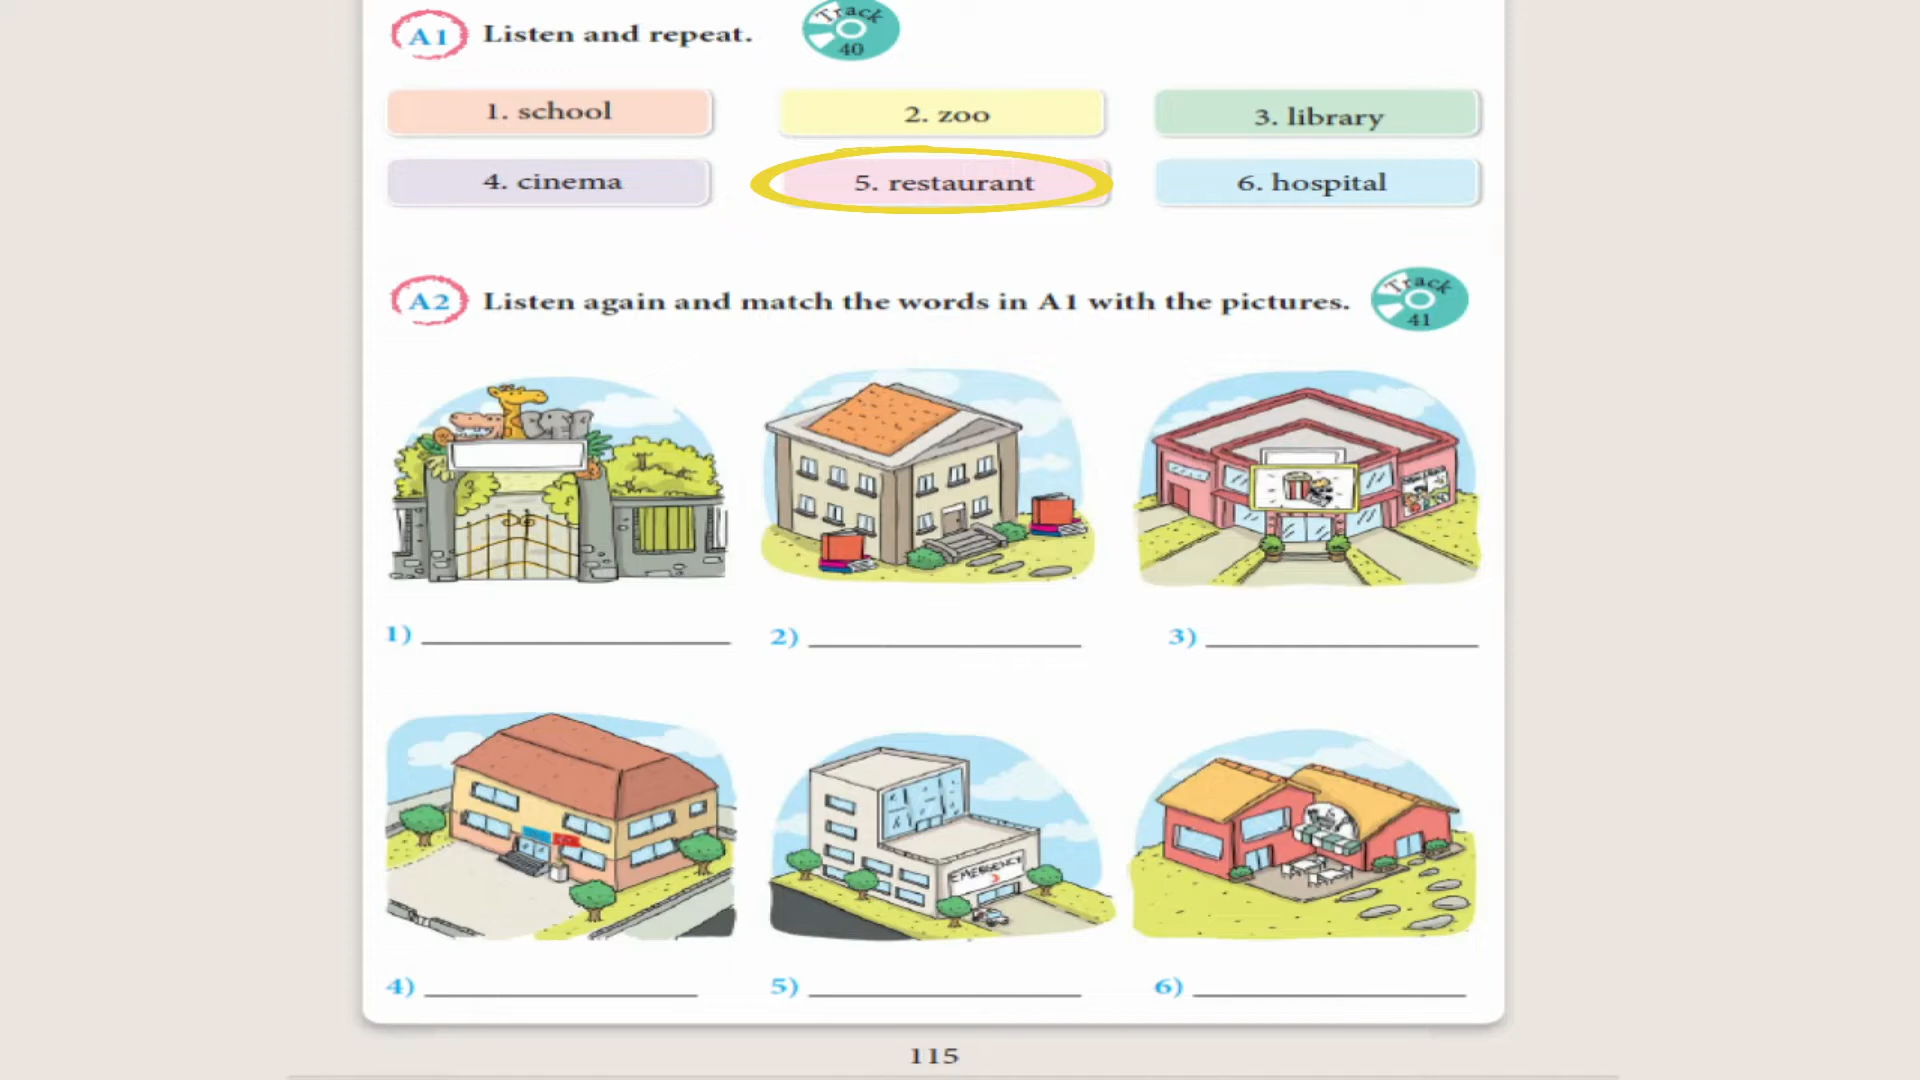 A1 Listen and repeat. Track 40
1. school 2. zoo 3. library
4. cinema 5. restaurant 6. hospital
A2 Listen again and match the words in A1 with the pictures. Track 41
1) 2) 3)
EMERGENCY
4) 5) 6)
115